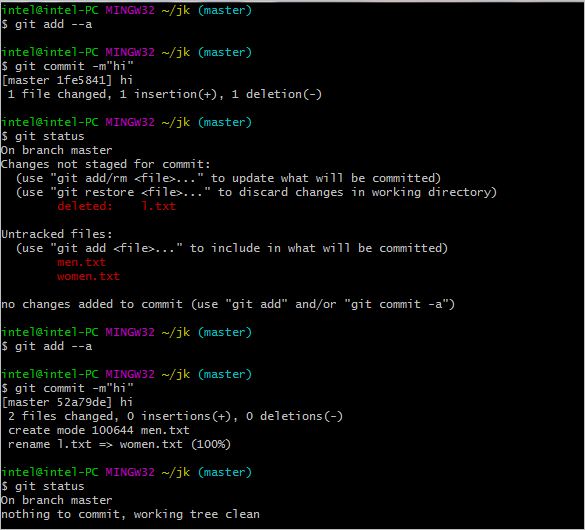 intel@intel-PC MINGW32 ~/jk (master)
$ git add --a
intel@intel-PC MINGW32 ~/jk (master)
$ git commit -m"hi"
[master 1fe5841] hi
 1 file changed, 1 insertion(+), 1 deletion(-)
intel@intel-PC MINGW32 ~/jk (master)
$ git status
On branch master
Changes not staged for commit:
  (use "git add/rm <file>..." to update what will be committed)
  (use "git restore <file>..." to discard changes in working directory)
        deleted:    l.txt
Untracked files:
  (use "git add <file>..." to include in what will be committed)
        men.txt
        women.txt
no changes added to commit (use "git add" and/or "git commit -a")
intel@intel-PC MINGW32 ~/jk (master)
$ git add --a
intel@intel-PC MINGW32 ~/jk (master)
$ git commit -m"hi"
[master 52a79de] hi
 2 files changed, 0 insertions(+), 0 deletions(-)
 create mode 100644 men.txt
 rename l.txt => women.txt (100%)
intel@intel-PC MINGW32 ~/jk (master)
$ git status
On branch master
nothing to commit, working tree clean